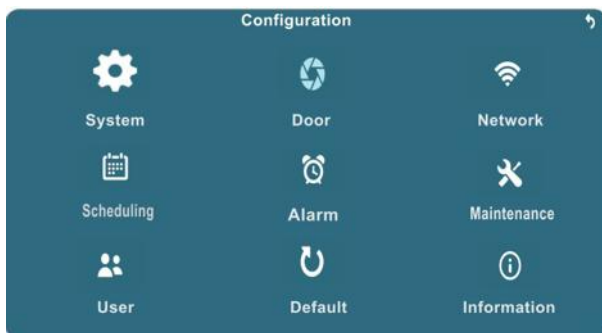 Configuration
System Door Network
Scheduling Alarm Maintenance
User Default Information